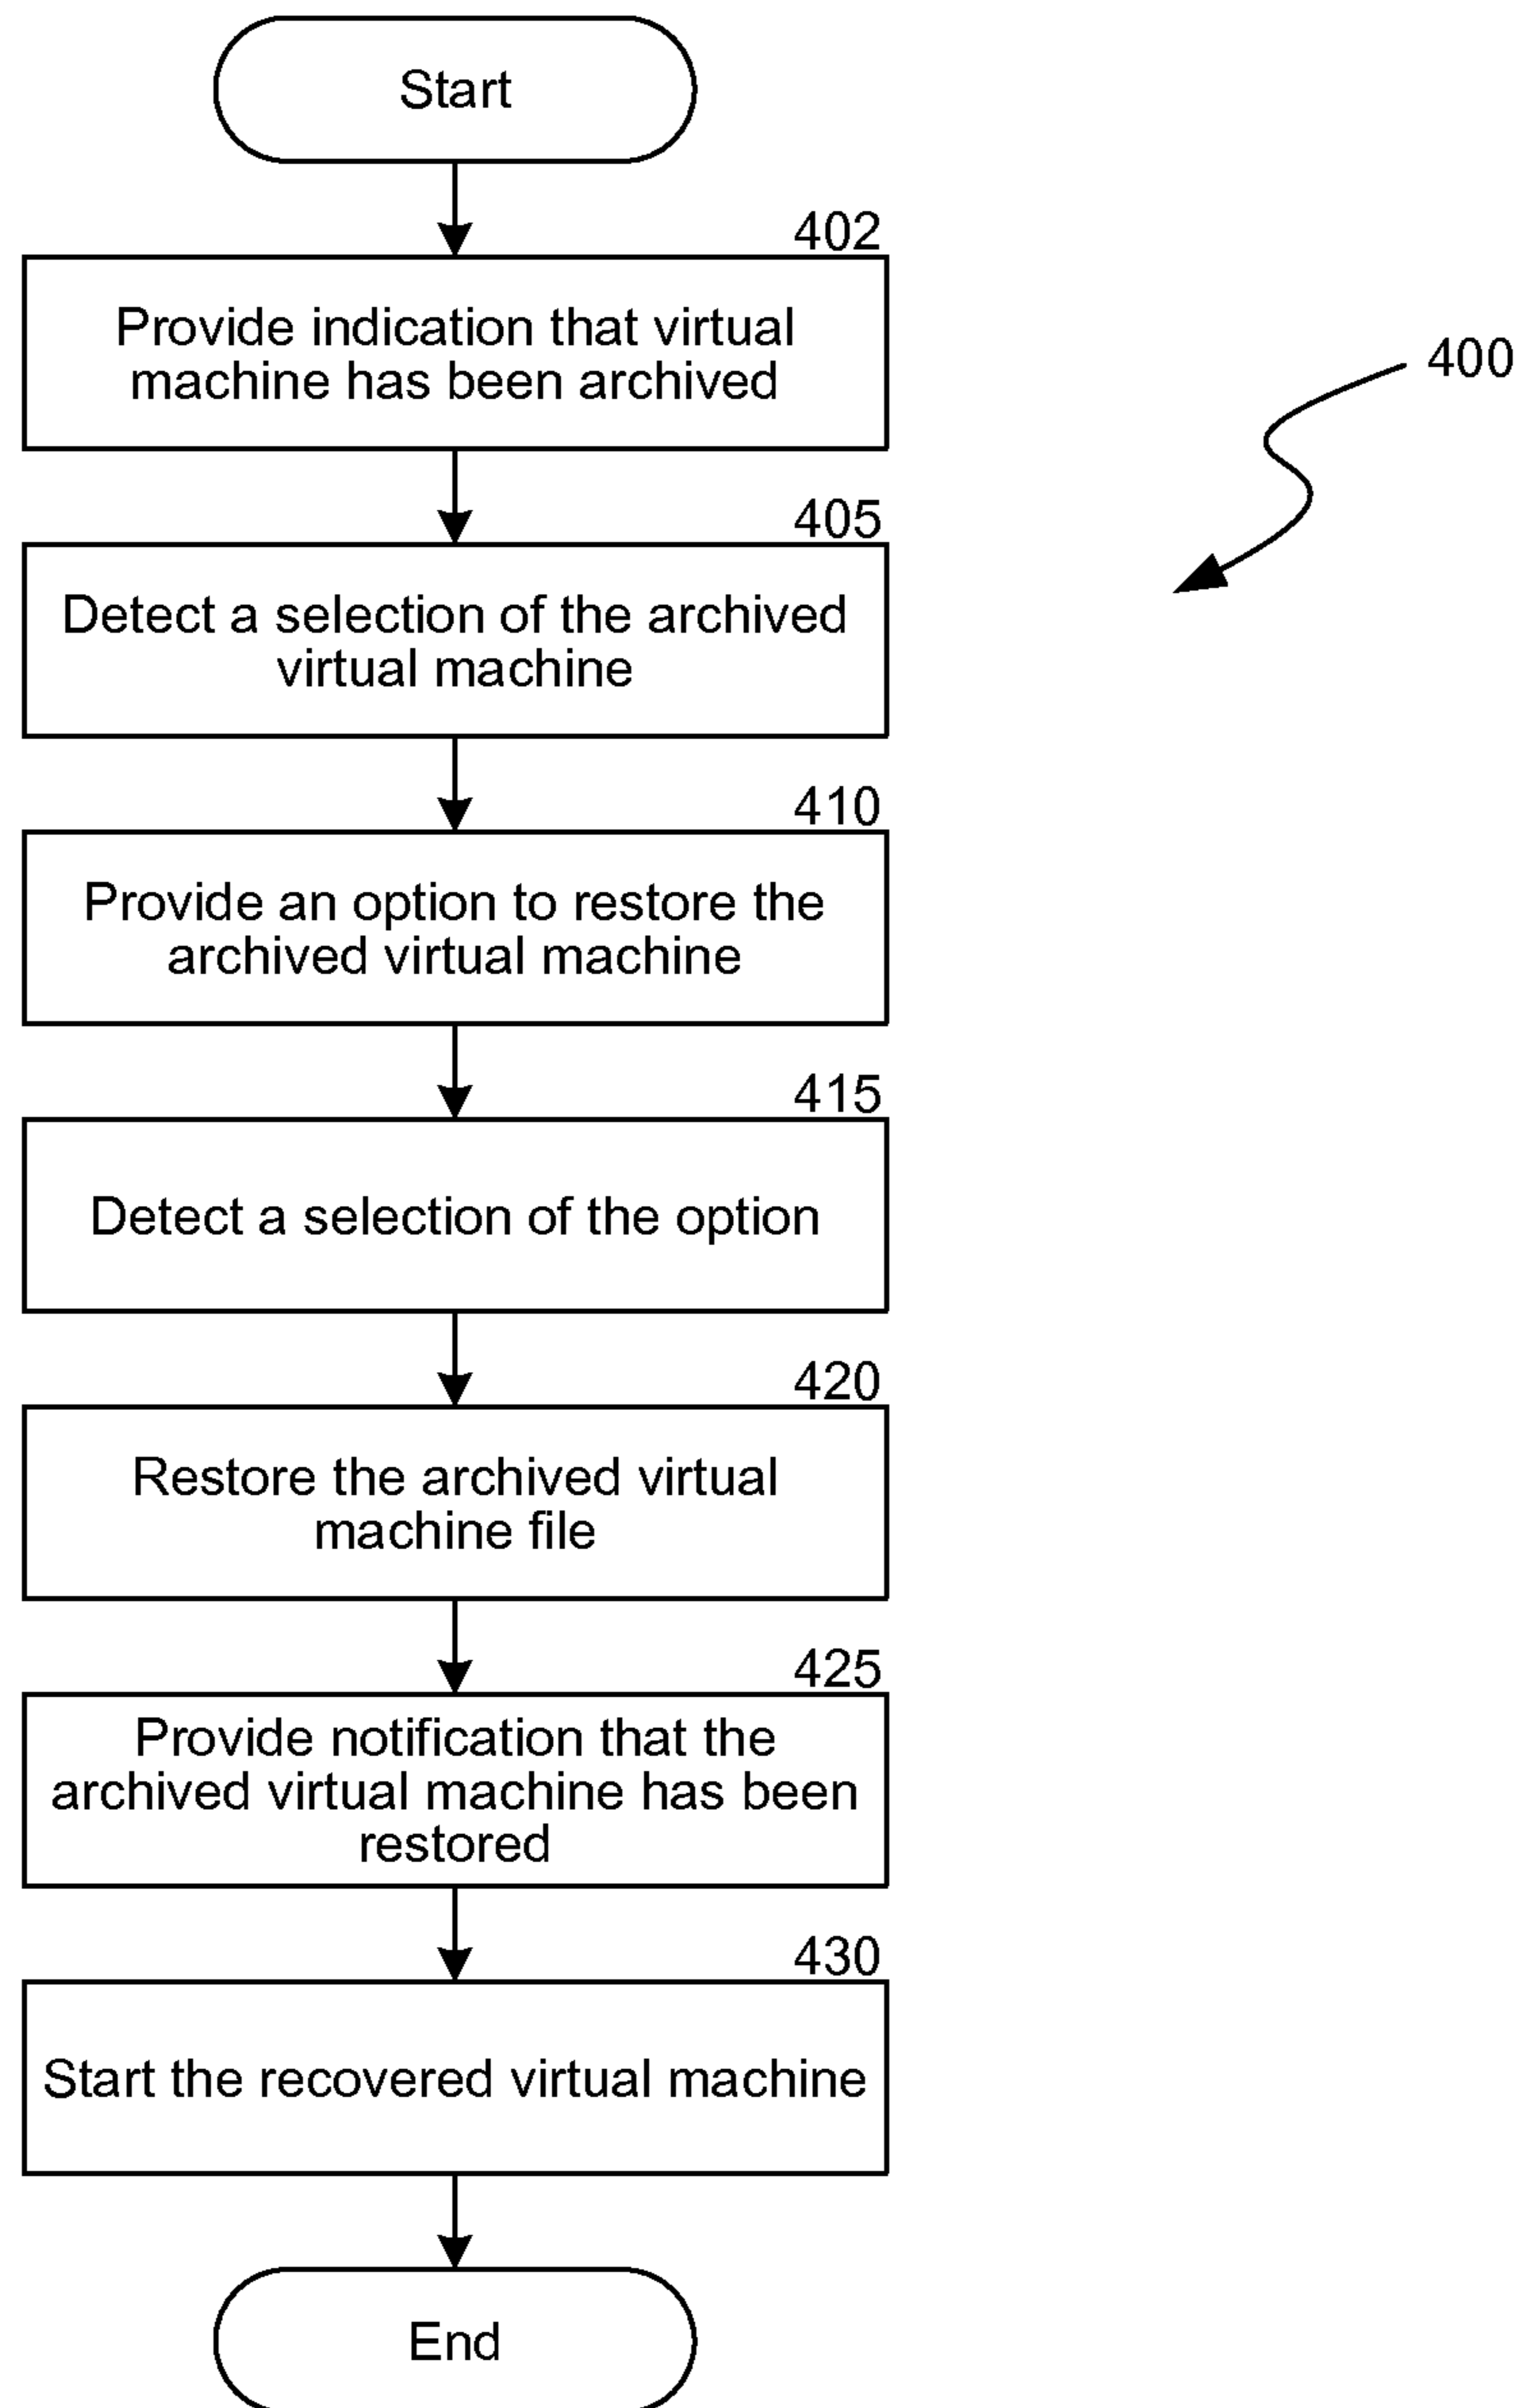 Start
402
Provide indication that virtual
machine has been archived
400
405
Detect a selection of the archived
virtual machine
410
Provide an option to restore the
archived virtual machine
415
Detect a selection of the option
420
Restore the archived virtual
machine file
425
Provide notification that the
archived virtual machine has been
restored
430
Start the recovered virtual machine
End